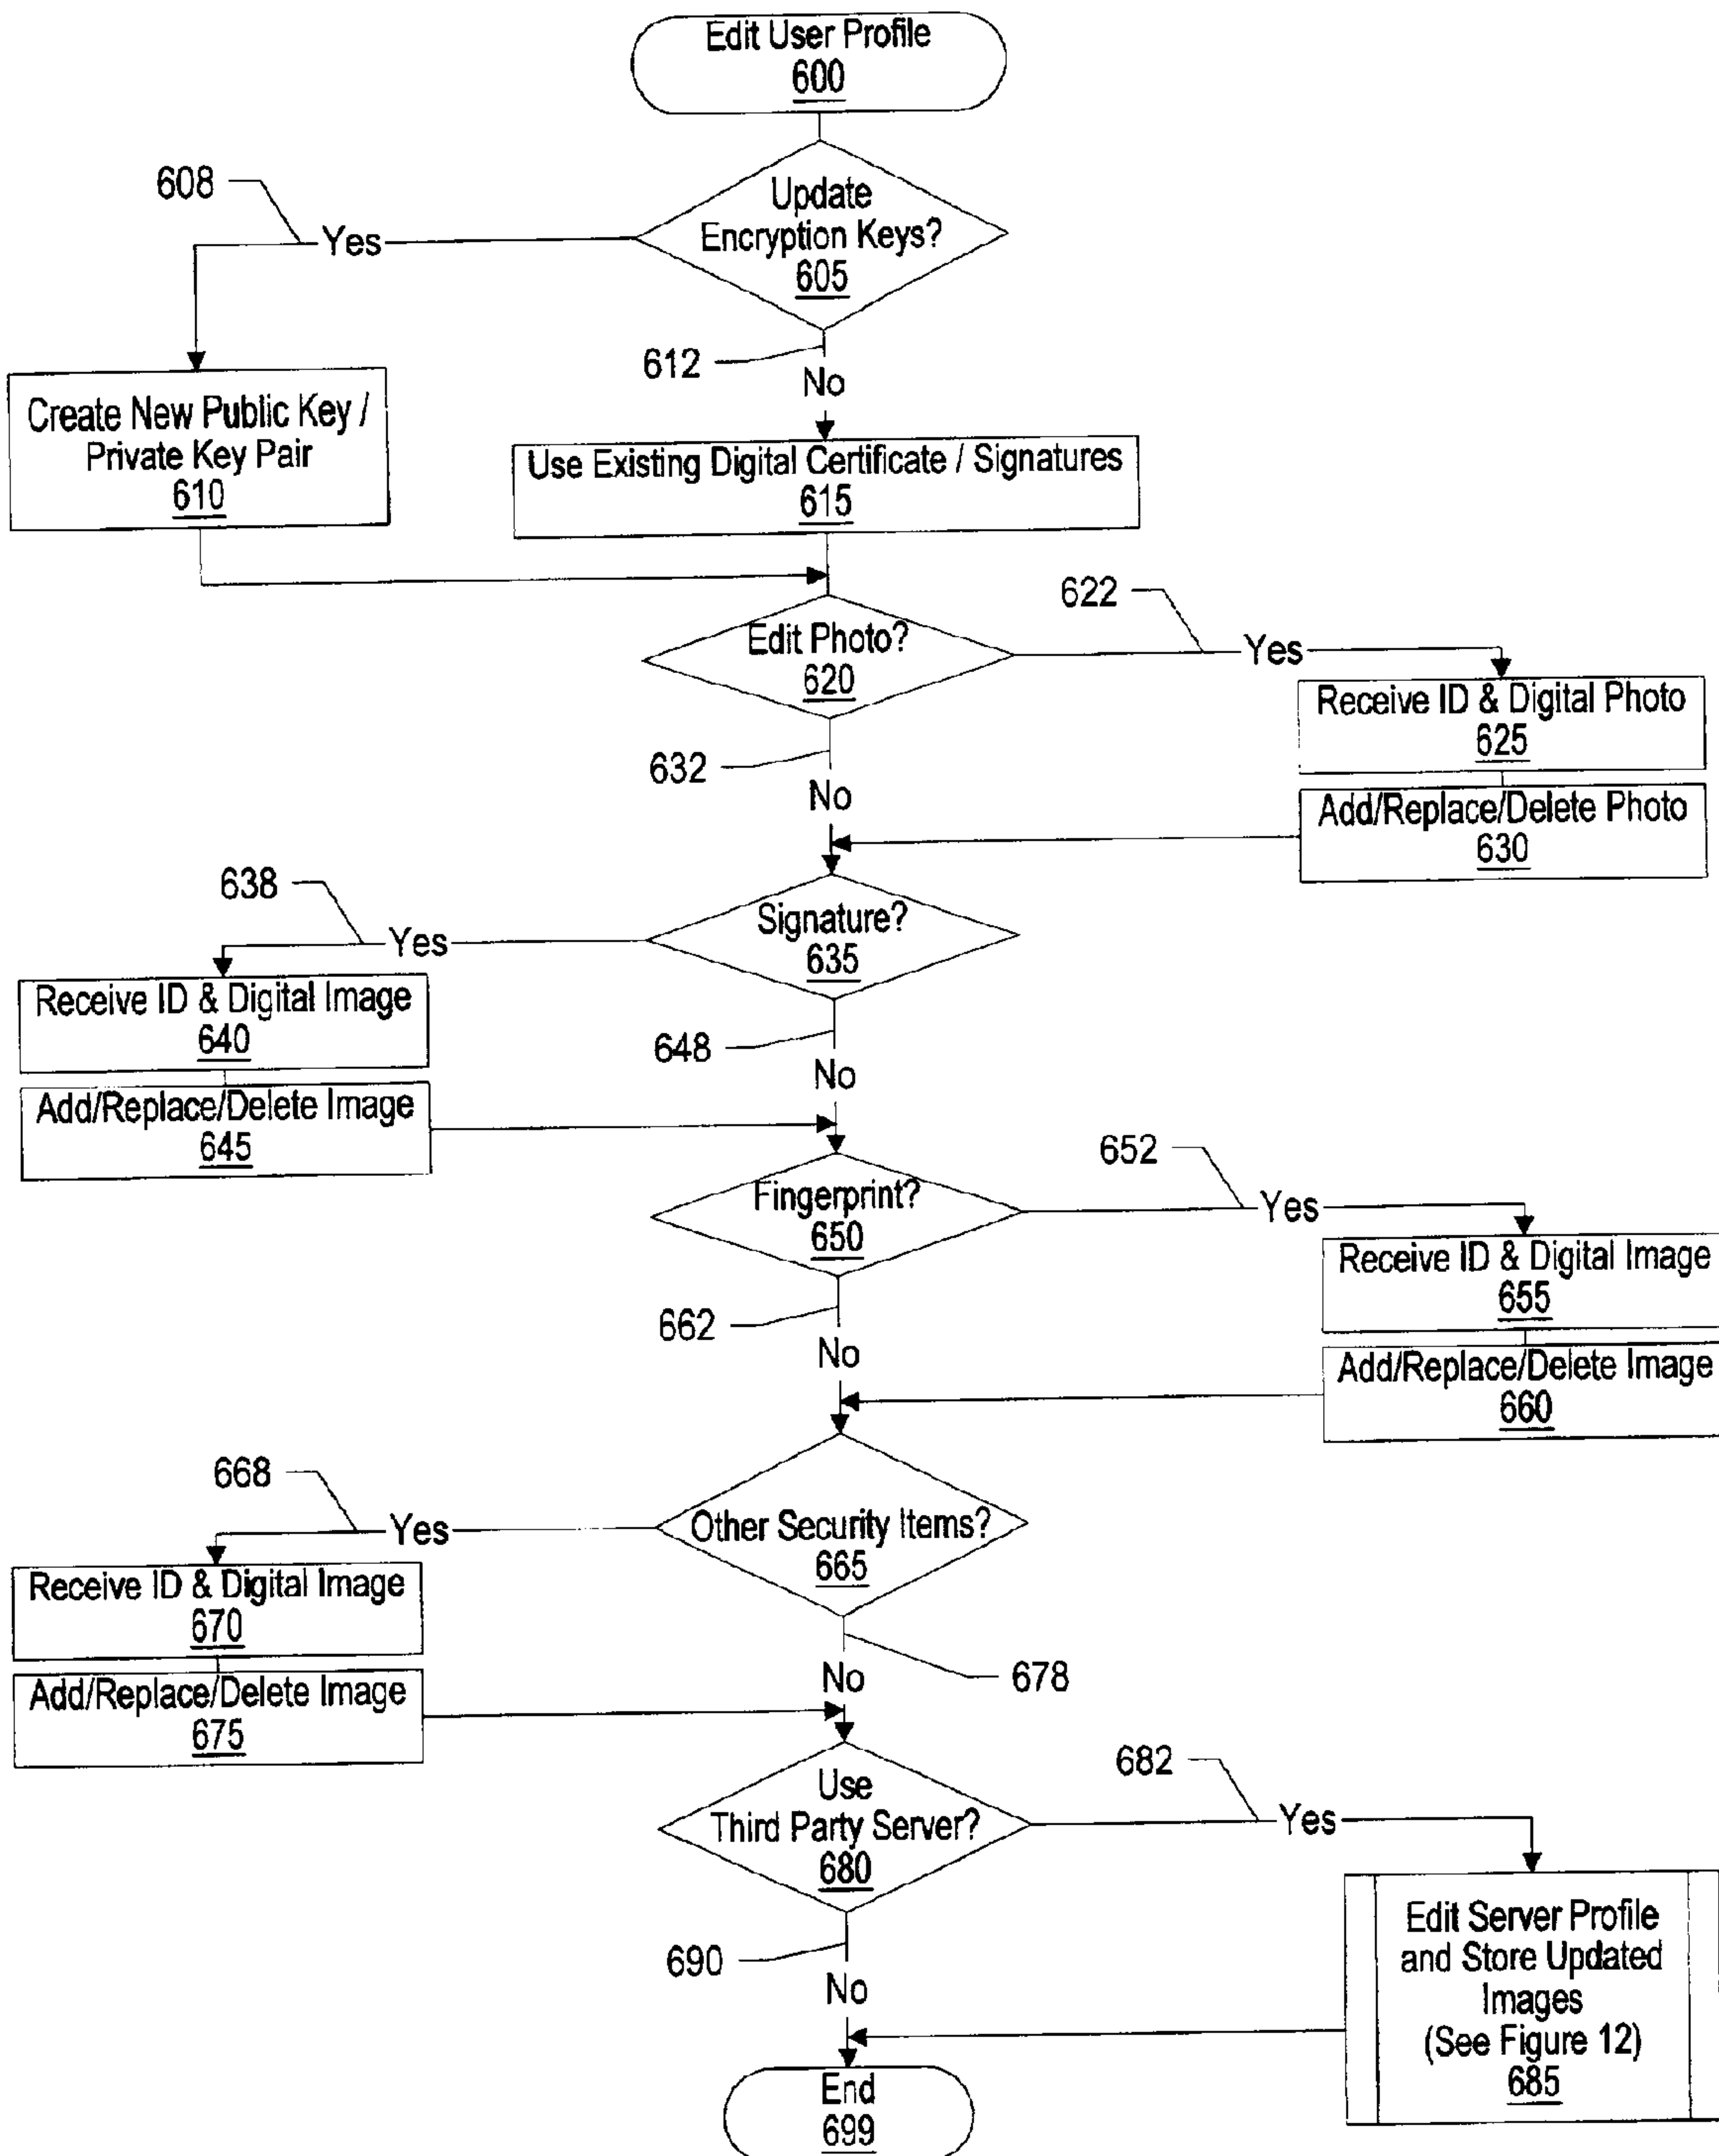 Edit User Profile
600
608
Yes
Update
Encryption Keys?
605
612
No
Create New Public Key /
Private Key Pair
610
Use Existing Digital Certificate / Signatures
615
622
Edit Photo?
620
Yes
Receive ID & Digital Photo
625
632
No
Add/Replace/Delete Photo
630
638
Yes
Signature?
635
Receive ID & Digital Image
640
648
No
Add/Replace/Delete Image
645
652
Fingerprint?
650
Yes
Receive ID & Digital Image
655
662
No
Add/Replace/Delete Image
660
668
Yes
Other Security Items?
665
Receive ID & Digital Image
670
No
678
Add/Replace/Delete Image
675
682
Use
Third Party Server?
680
Yes
690
No
Edit Server Profile
and Store Updated
Images
(See Figure 12)
685
End
699